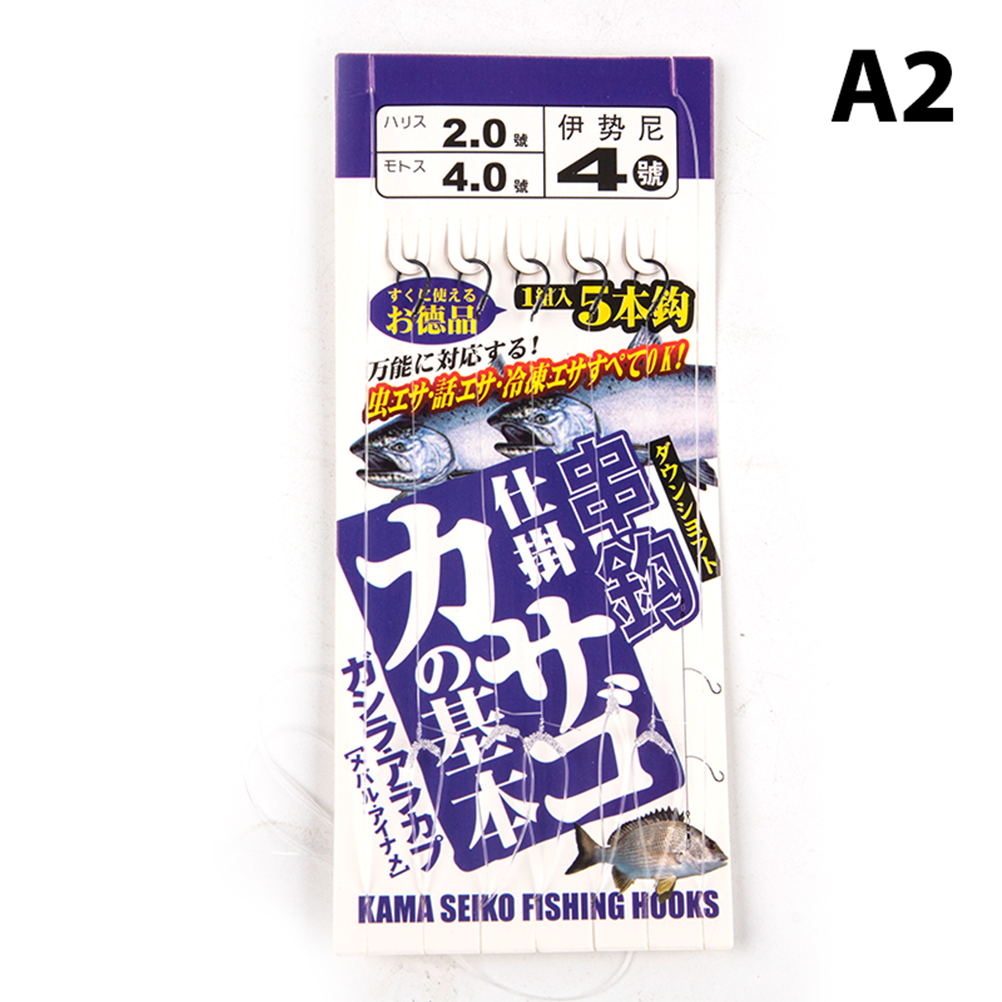 A2
ハリス 2.0 號
モトス 4.0 號
伊勢尼
4 號
すくに使える
お徳品
1組入 5本鈎
万能に対応する!
虫エサ・話エサ・冷凍エサすべてOK!
串鈎
ダウンショフト
仕掛
カサゴ
の基本
ガシラ・アラカブ
[メバル・アイナメ]
KAMA SEIKO FISHING HOOKS